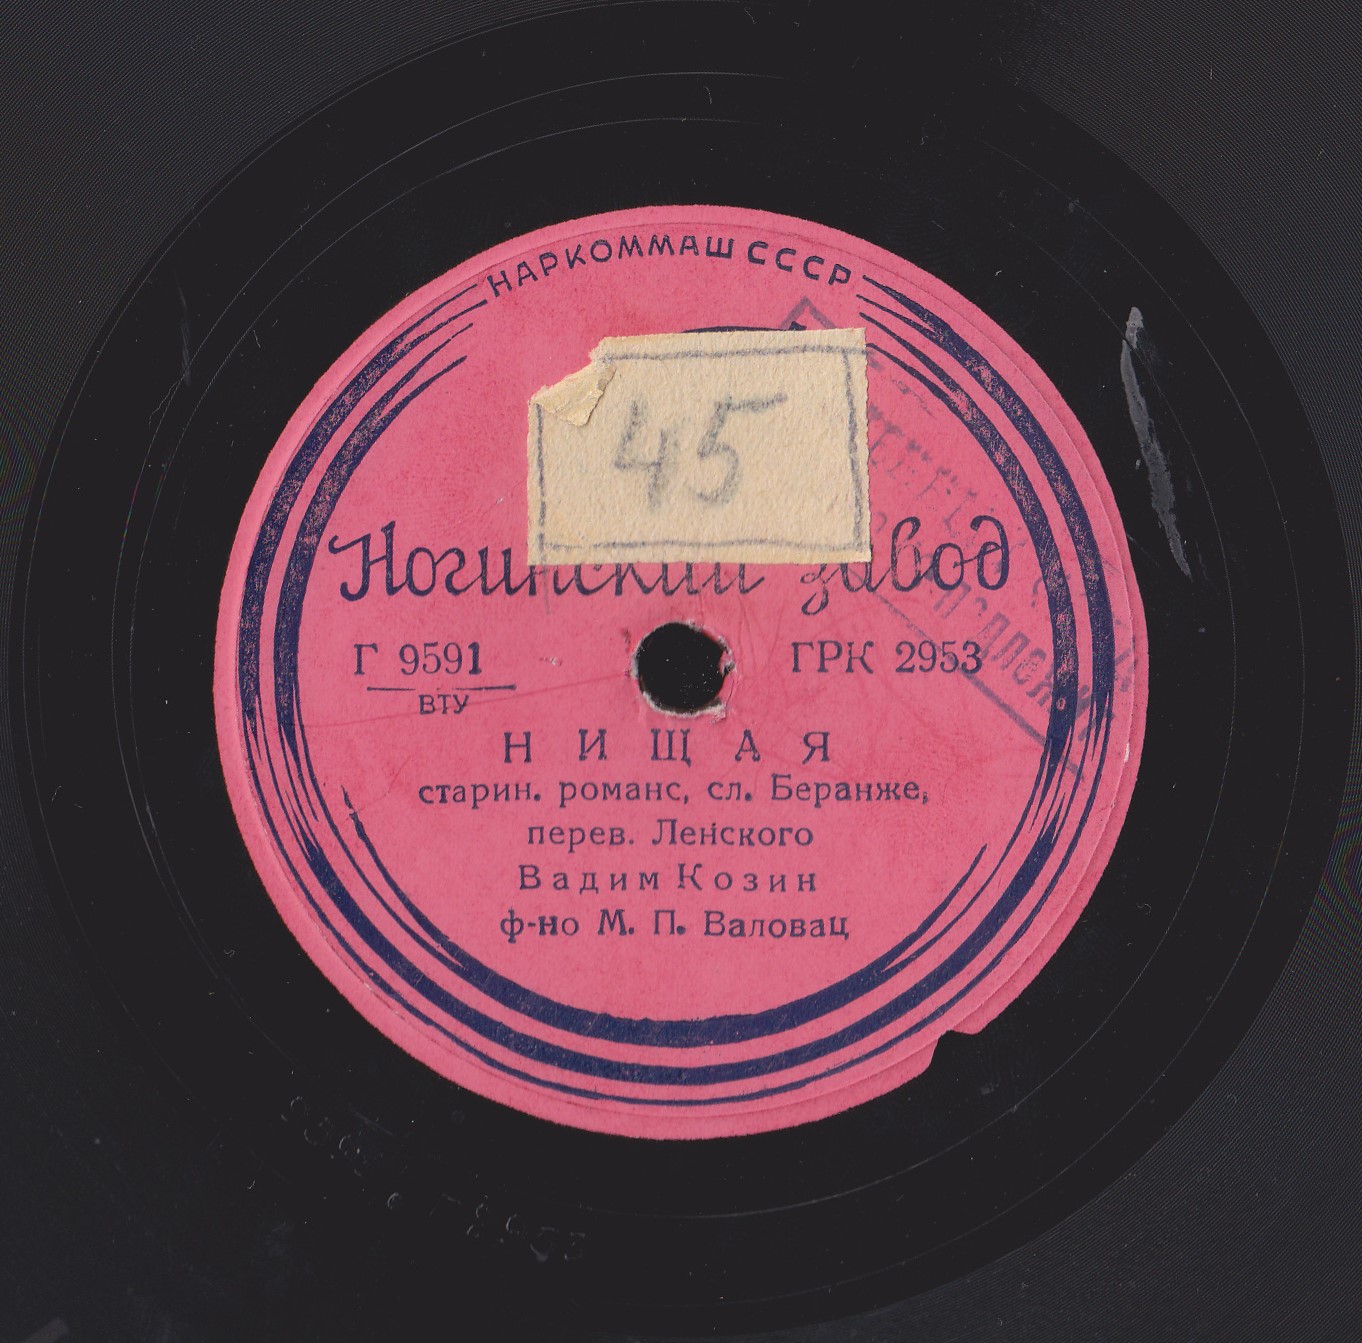 НАРКОММАШ СССР
45
Ногинский завод
Г 9591
ГРК 2953
ВТУ
НИЩАЯ
старин. романс, сл. Беранже,
перев. Ленского
Вадим Козин
ф-но М. П. Валовац